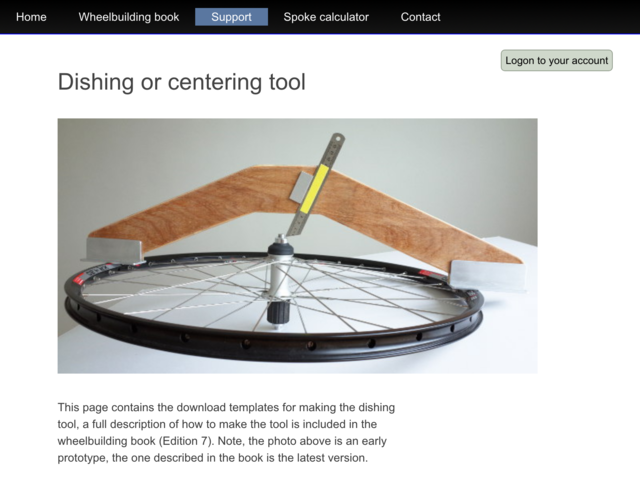 Home Wheelbuilding book Support Spoke calculator Contact
Logon to your account
Dishing or centering tool
This page contains the download templates for making the dishing
tool, a full description of how to make the tool is included in the
wheelbuilding book (Edition 7). Note, the photo above is an early
prototype, the one described in the book is the latest version.